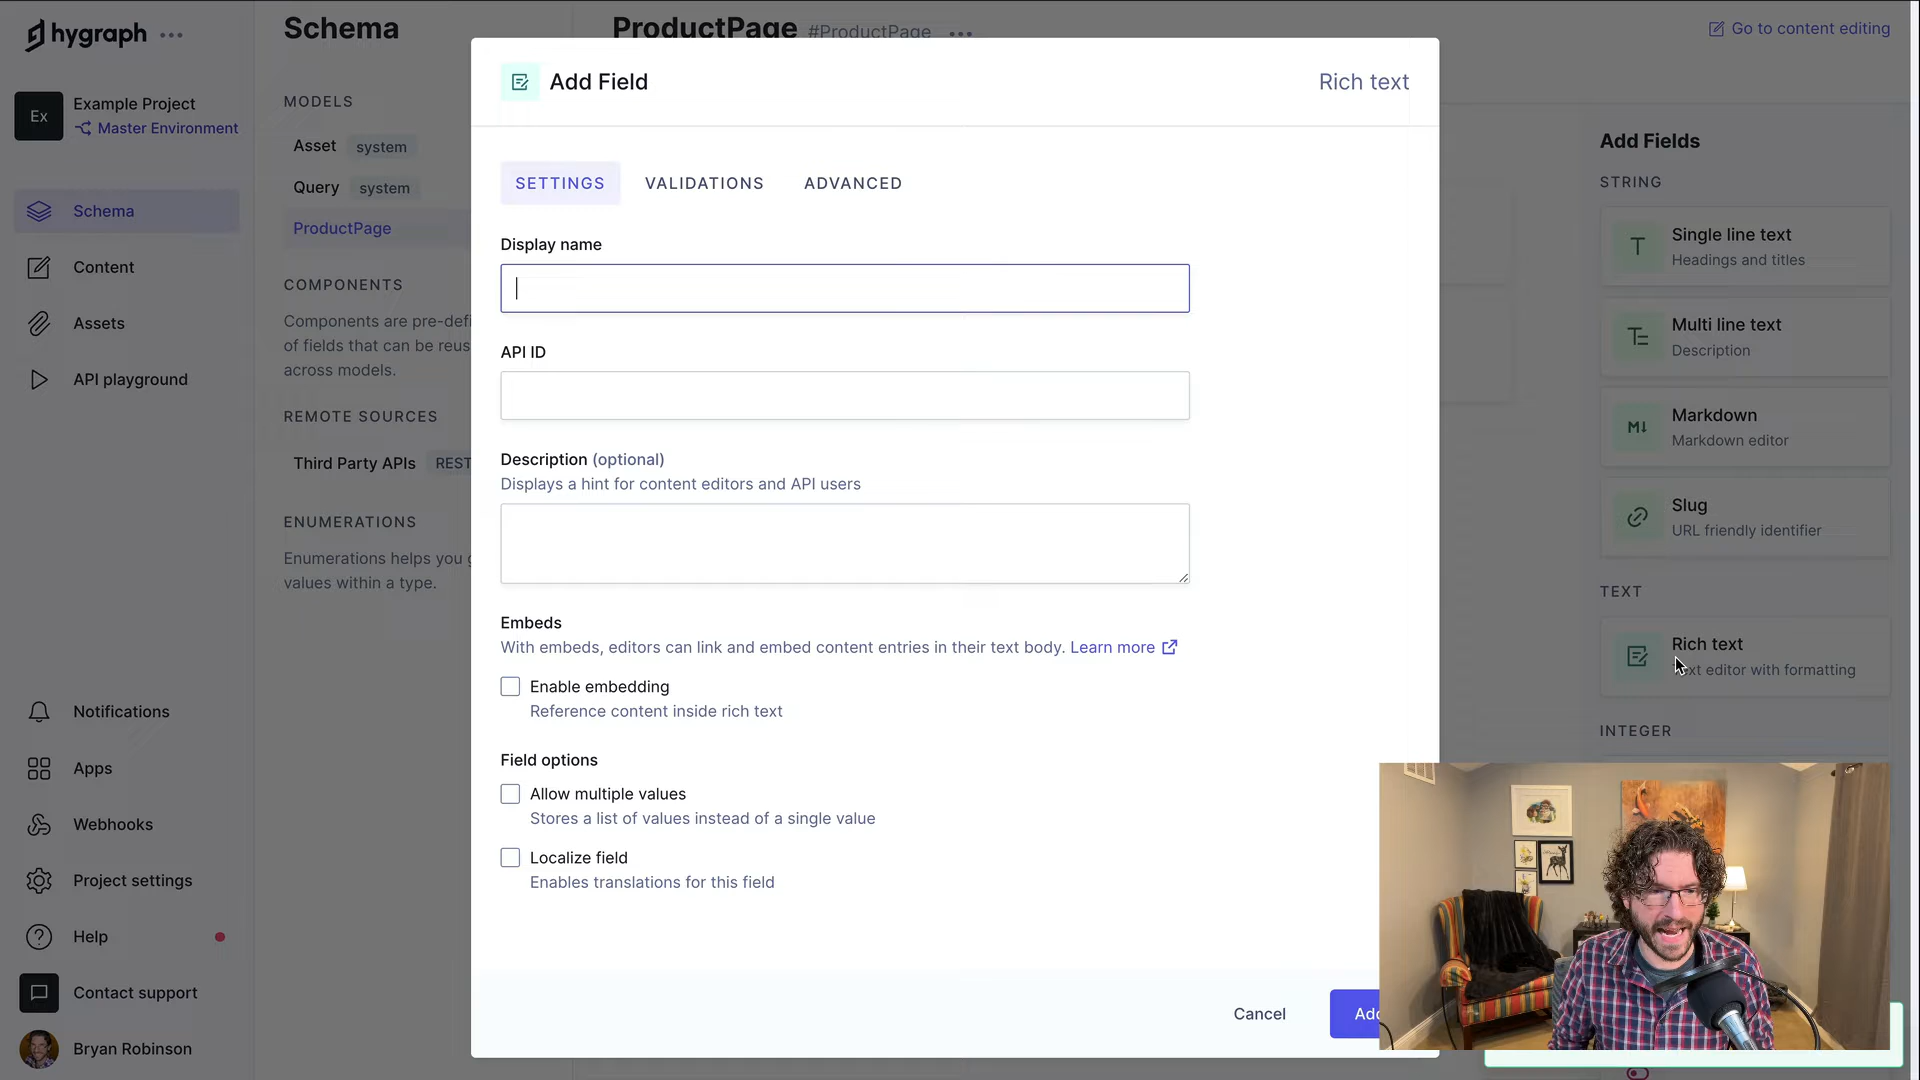 hygraph
Ex
Example Project
Master Environment
Schema
Content
Assets
API playground
Notifications
Apps
Webhooks
Project settings
Help
Contact support
Bryan Robinson
Schema
MODELS
Asset system
Query system
ProductPage
COMPONENTS
Components are pre-defi
of fields that can be reus
across models.
REMOTE SOURCES
Third Party APIs REST
ENUMERATIONS
Enumerations helps you
values within a type.
ProductPage #ProductPage
Go to content editing
Add Field
Rich text
SETTINGS VALIDATIONS ADVANCED
Display name
API ID
Description (optional)
Displays a hint for content editors and API users
Embeds
With embeds, editors can link and embed content entries in their text body. Learn more
Enable embedding
Reference content inside rich text
Field options
Allow multiple values
Stores a list of values instead of a single value
Localize field
Enables translations for this field
Cancel
Add
Add Fields
STRING
T
Single line text
Headings and titles
Multi line text
Description
M↓
Markdown
Markdown editor
Slug
URL friendly identifier
TEXT
Rich text
Text editor with formatting
INTEGER